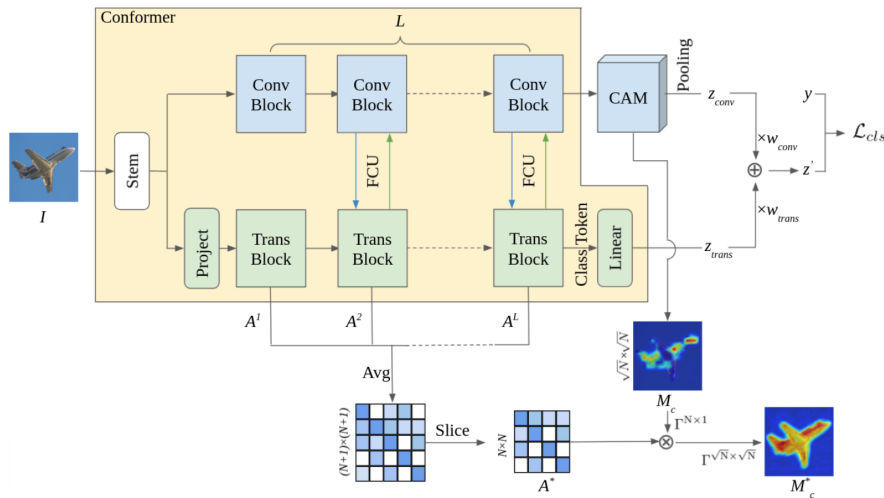 Conformer
L
Conv
Block
Conv
Block
Conv
Block
CAM
Pooling
z_conv
y
×w_conv
𝓛_cls
FCU
FCU
⊕
z'
I
Stem
×w_trans
Project
Trans
Block
Trans
Block
Trans
Block
Class Token
Linear
z_trans
A^1
A^2
A^L
√N×√N
Avg
M_c
(N+1)×(N+1)
Slice
N×N
Γ^{N×1}
⊗
Γ^{√N×√N}
A^*
M^*_c